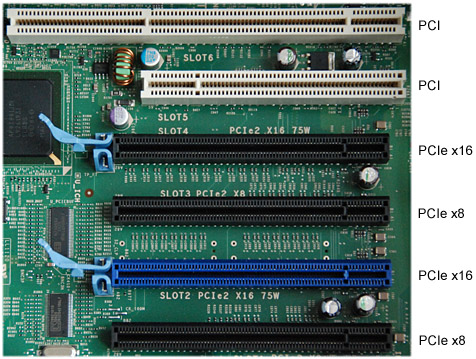 PCI
SLOT6
PCI
SLOT5
SLOT4 PCIe2 X16 75W
PCIe x16
SLOT3 PCIe2 X8
PCIe x8
PCIe x16
SLOT2 PCIe2 X16 75W
PCIe x8